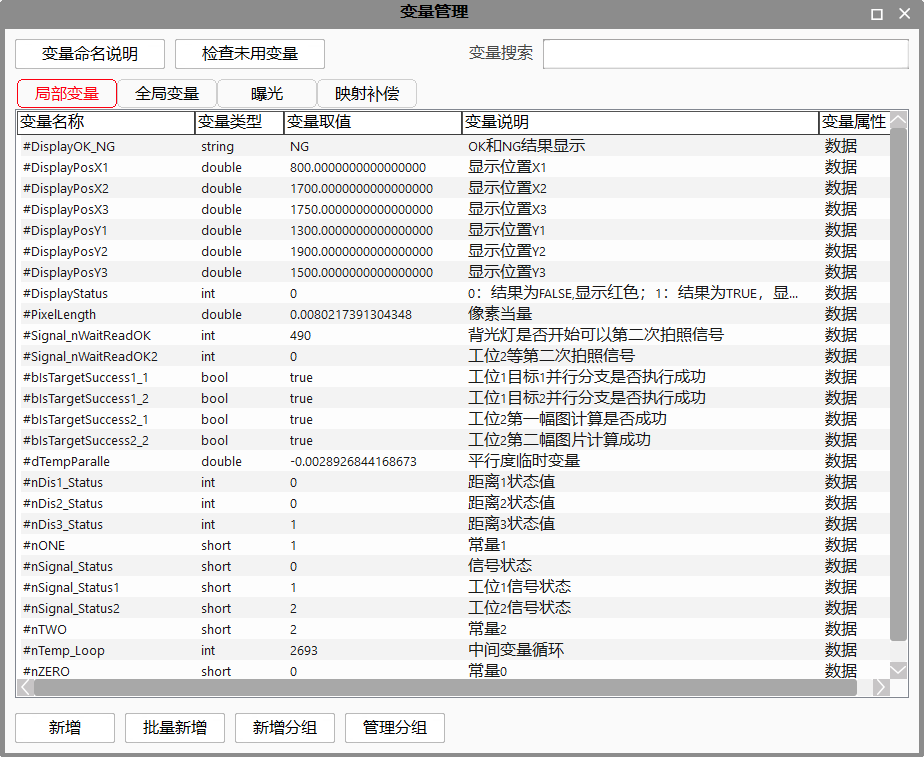 变量管理
变量命名说明 检查未用变量 变量搜索
局部变量 全局变量 曝光 映射补偿
变量名称 变量类型 变量取值 变量说明 变量属性
#DisplayOK_NG string NG OK和NG结果显示 数据
#DisplayPosX1 double 800.0000000000000000 显示位置X1 数据
#DisplayPosX2 double 1700.0000000000000000 显示位置X2 数据
#DisplayPosX3 double 1750.0000000000000000 显示位置X3 数据
#DisplayPosY1 double 1300.0000000000000000 显示位置Y1 数据
#DisplayPosY2 double 1900.0000000000000000 显示位置Y2 数据
#DisplayPosY3 double 1500.0000000000000000 显示位置Y3 数据
#DisplayStatus int 0 0：结果为FALSE,显示红色；1：结果为TRUE，显... 数据
#PixelLength double 0.0080217391304348 像素当量 数据
#Signal_nWaitReadOK int 490 背光灯是否开始可以第二次拍照信号 数据
#Signal_nWaitReadOK2 int 0 工位2等第二次拍照信号 数据
#bIsTargetSuccess1_1 bool true 工位1目标1并行分支是否执行成功 数据
#bIsTargetSuccess1_2 bool true 工位1目标2并行分支是否执行成功 数据
#bIsTargetSuccess2_1 bool true 工位2第一幅图计算是否成功 数据
#bIsTargetSuccess2_2 bool true 工位2第二幅图片计算成功 数据
#dTempParalle double -0.0028926844168673 平行度临时变量 数据
#nDis1_Status int 0 距离1状态值 数据
#nDis2_Status int 0 距离2状态值 数据
#nDis3_Status int 1 距离3状态值 数据
#nONE short 1 常量1 数据
#nSignal_Status short 0 信号状态 数据
#nSignal_Status1 short 1 工位1信号状态 数据
#nSignal_Status2 short 2 工位2信号状态 数据
#nTWO short 2 常量2 数据
#nTemp_Loop int 2693 中间变量循环 数据
#nZERO short 0 常量0 数据
新增 批量新增 新增分组 管理分组